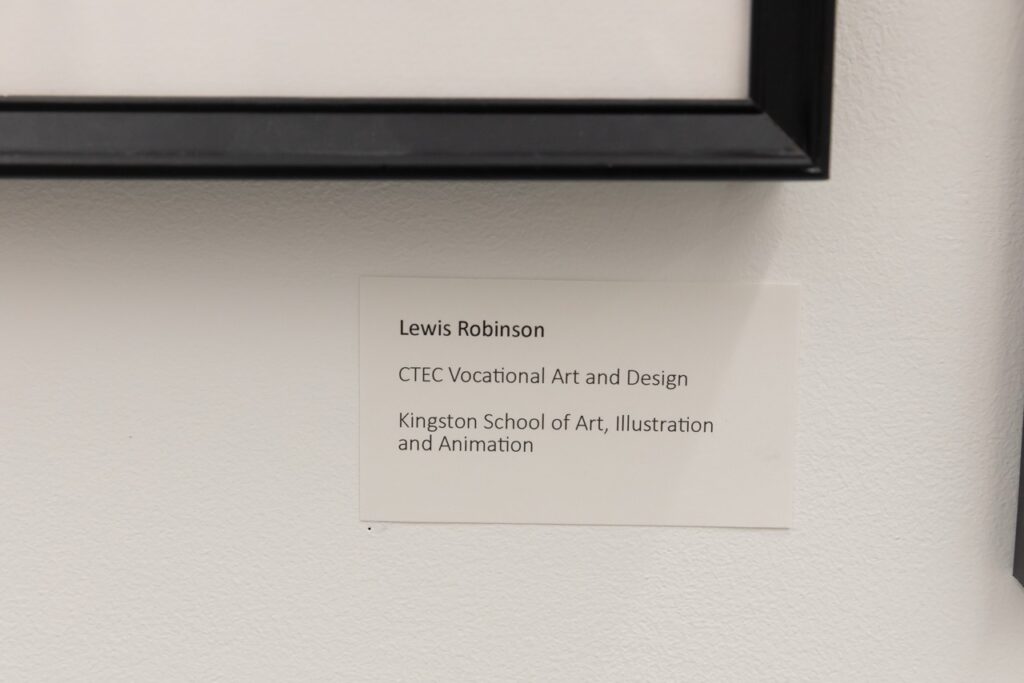 Lewis Robinson
CTEC Vocational Art and Design
Kingston School of Art, Illustration
and Animation